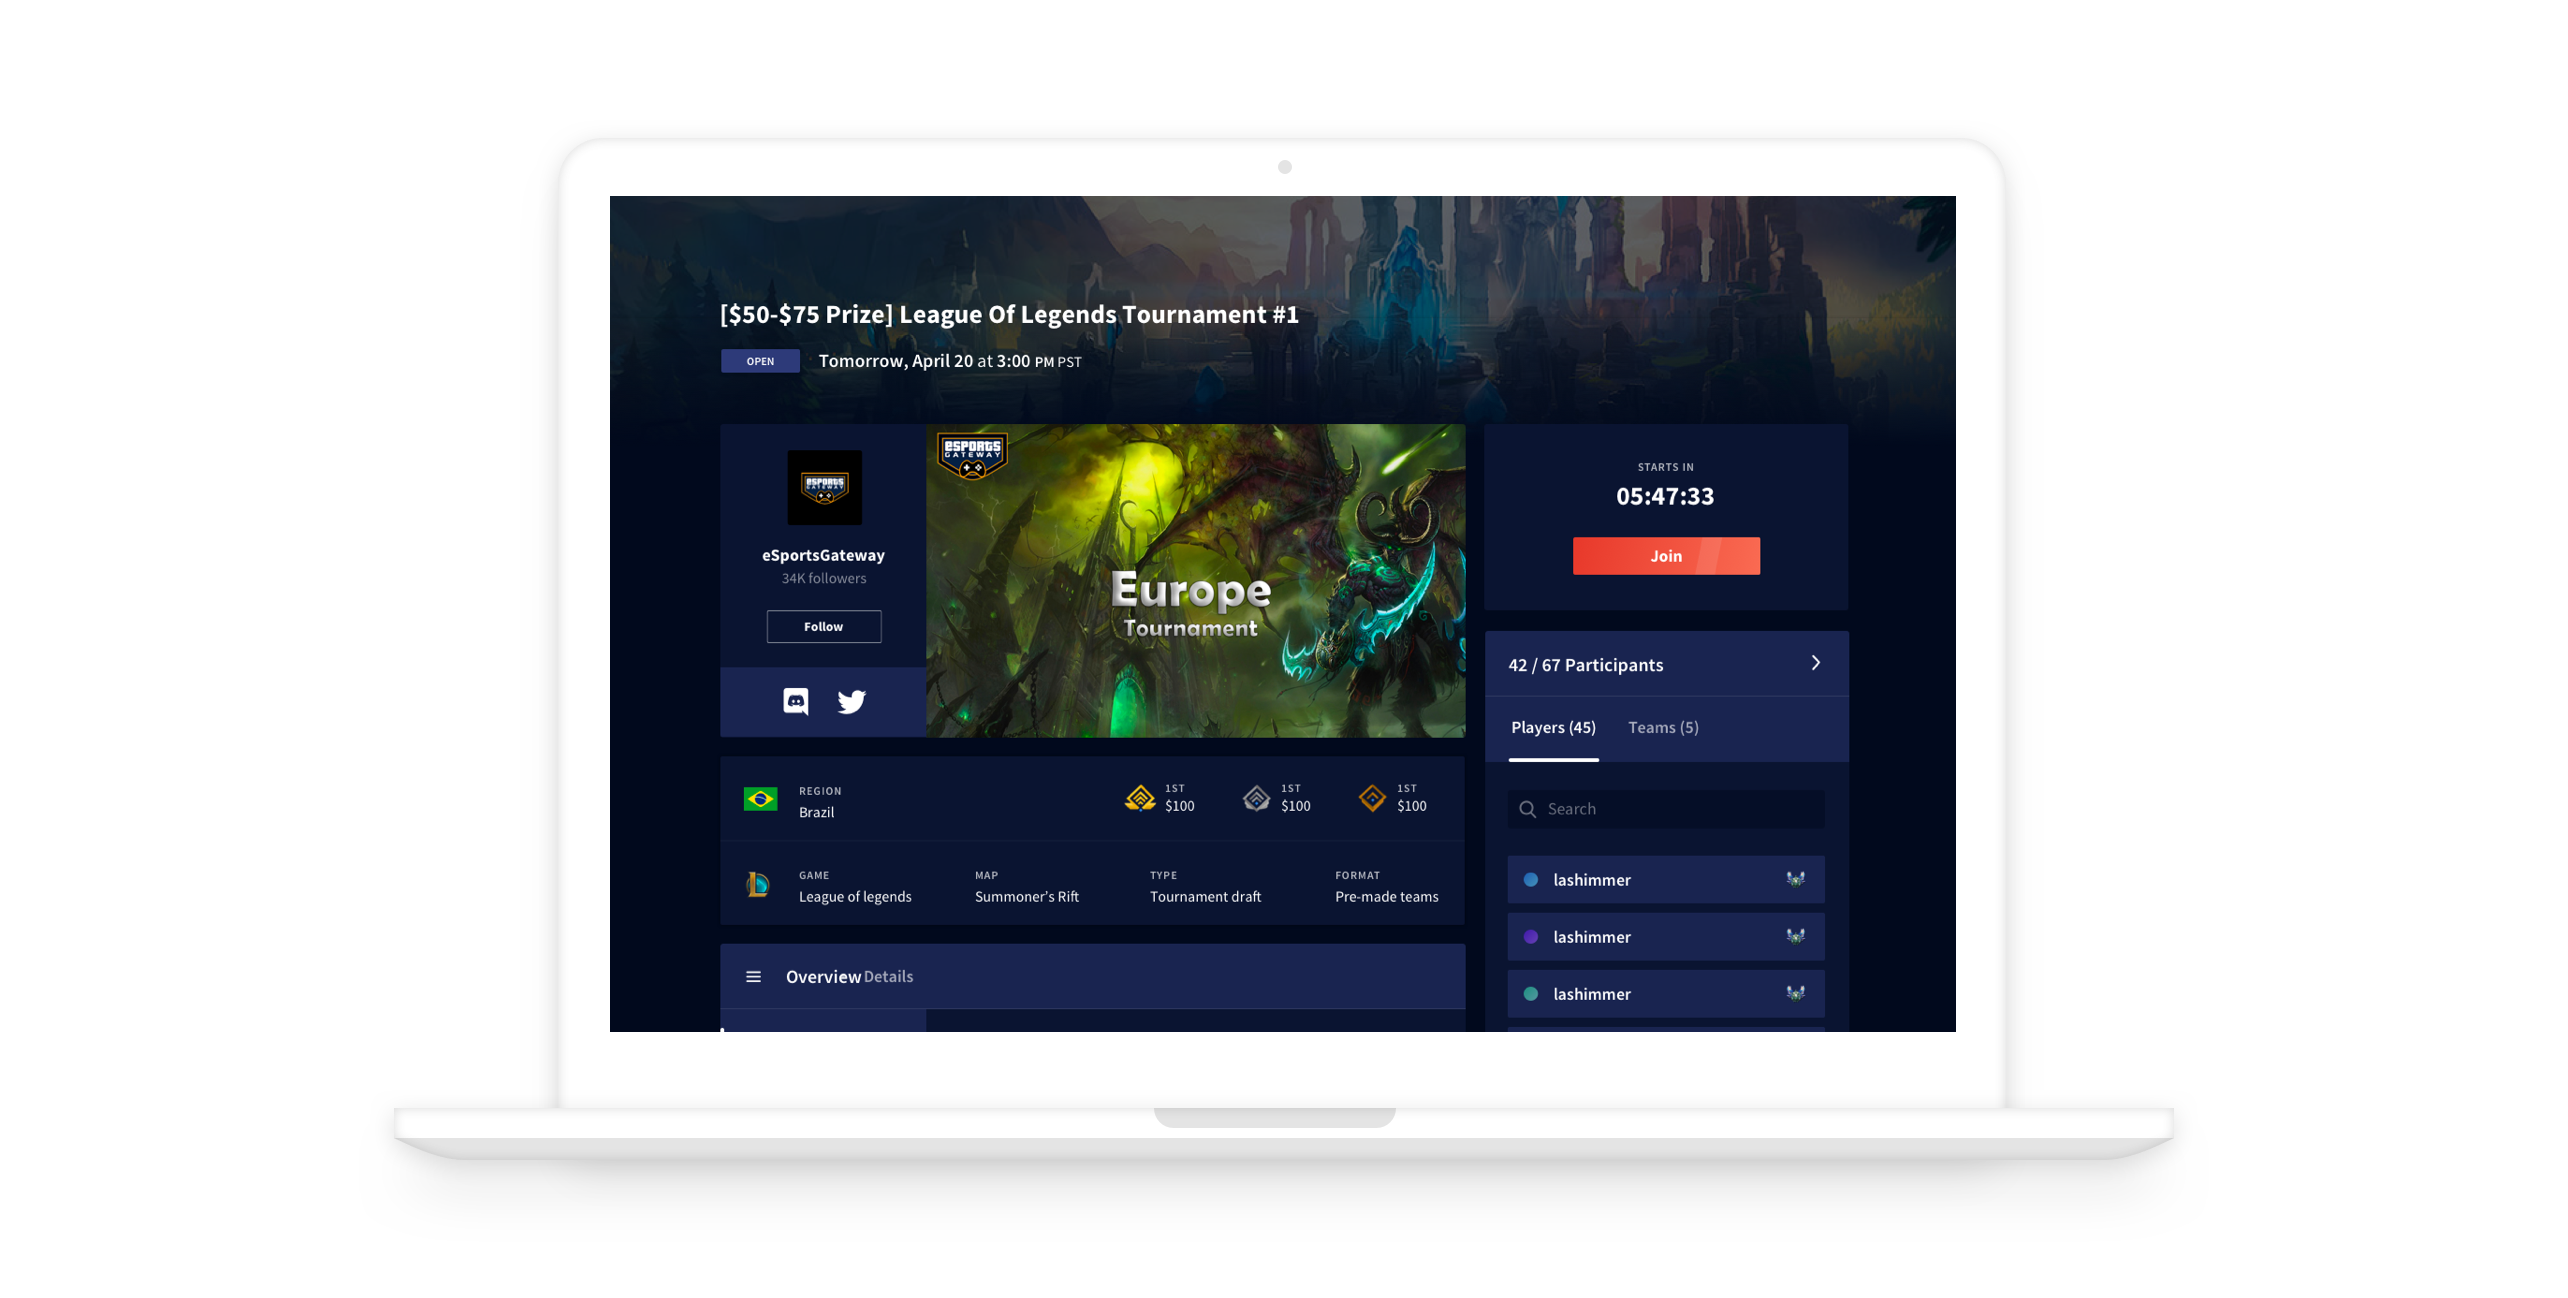 [$50-$75 Prize] League Of Legends Tournament #1
OPEN
Tomorrow, April 20 at 3:00 PM PST
ESPORTS
GATEWAY
eSportsGateway
34K followers
Follow
ESPORTS
GATEWAY
Europe
Tournament
STARTS IN
05:47:33
Join
42 / 67 Participants
Players (45)
Teams (5)
Search
lashimmer
lashimmer
lashimmer
REGION
Brazil
1ST
$100
1ST
$100
1ST
$100
GAME
League of legends
MAP
Summoner's Rift
TYPE
Tournament draft
FORMAT
Pre-made teams
Overview Details